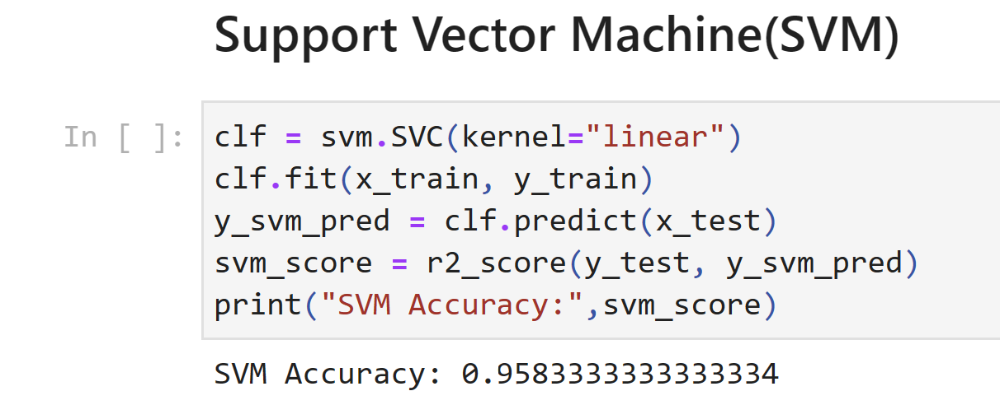 Support Vector Machine(SVM)
In [ ]:
clf = svm.SVC(kernel="linear")
clf.fit(x_train, y_train)
y_svm_pred = clf.predict(x_test)
svm_score = r2_score(y_test, y_svm_pred)
print("SVM Accuracy:",svm_score)
SVM Accuracy: 0.9583333333333334